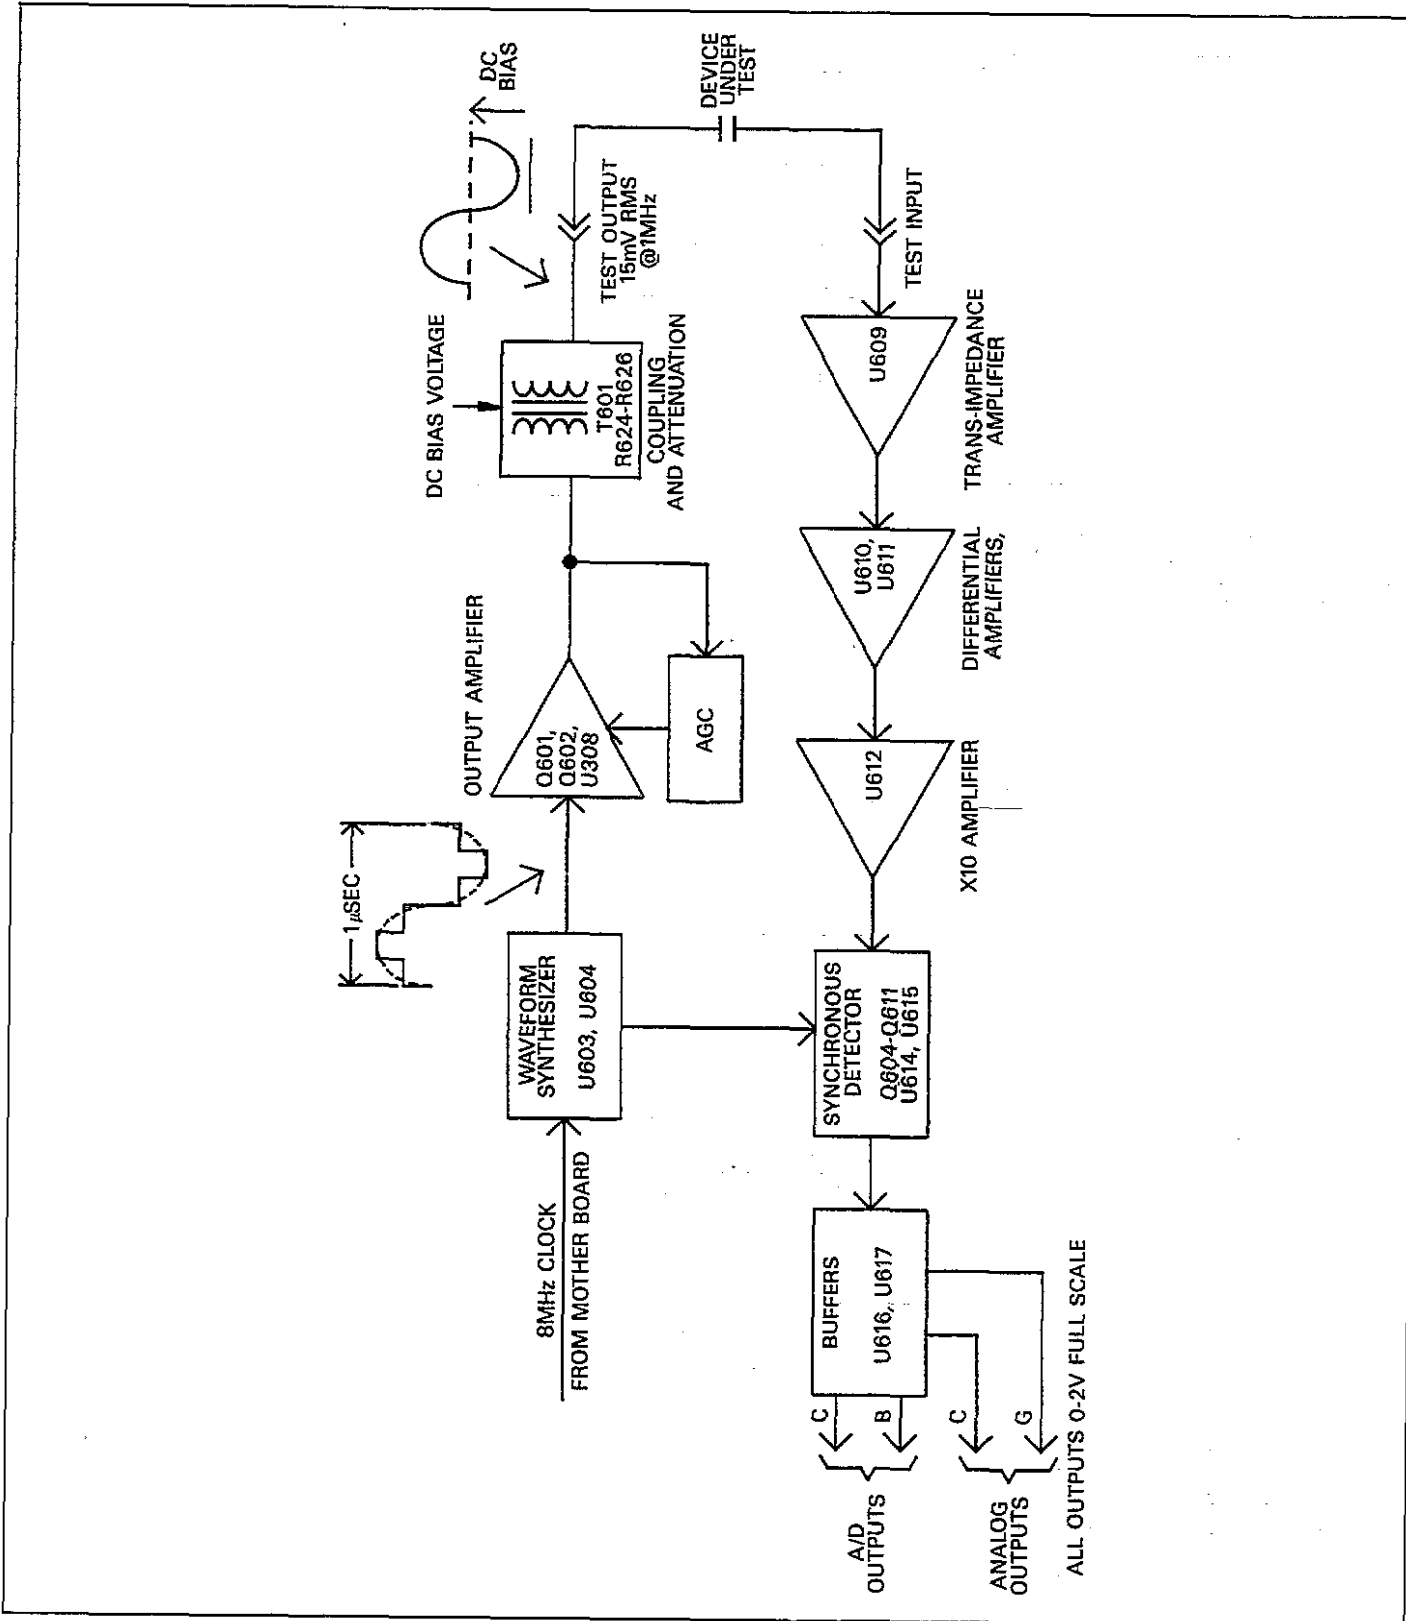 8MHz CLOCK
FROM MOTHER BOARD
WAVEFORM
SYNTHESIZER
U603, U604
1μSEC
OUTPUT AMPLIFIER
Q601,
Q602,
U308
AGC
DC BIAS VOLTAGE
T601
R624-R626
COUPLING
AND ATTENUATION
DC
BIAS
TEST OUTPUT
15mV RMS
@1MHz
DEVICE
UNDER
TEST
TEST INPUT
U609
TRANS-IMPEDANCE
AMPLIFIER
U610,
U611
DIFFERENTIAL
AMPLIFIERS,
U612
X10 AMPLIFIER
SYNCHRONOUS
DETECTOR
Q604-Q611
U614, U615
BUFFERS
U616, U617
C
B
A/D
OUTPUTS
C
G
ANALOG
OUTPUTS
ALL OUTPUTS 0-2V FULL SCALE